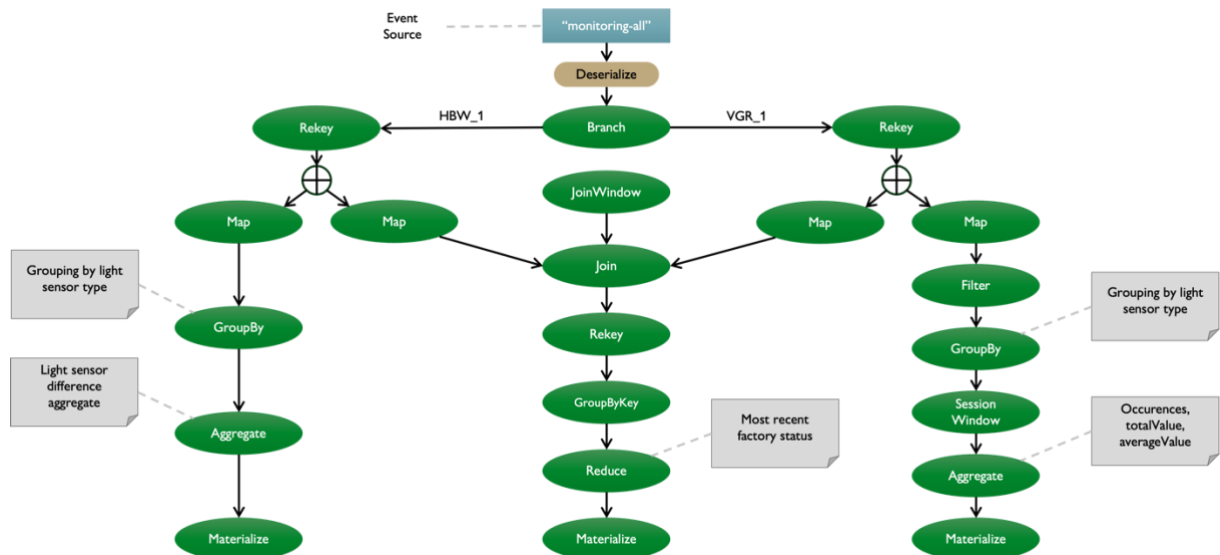 Event
Source
“monitoring-all”
Deserialize
HBW_1
Branch
VGR_1
Rekey
Rekey
JoinWindow
Map
Map
Map
Map
Join
Grouping by light
sensor type
Filter
Grouping by light
sensor type
GroupBy
Rekey
GroupBy
Light sensor
difference
aggregate
GroupByKey
Session
Window
Most recent
factory status
Occurences,
totalValue,
averageValue
Aggregate
Reduce
Aggregate
Materialize
Materialize
Materialize